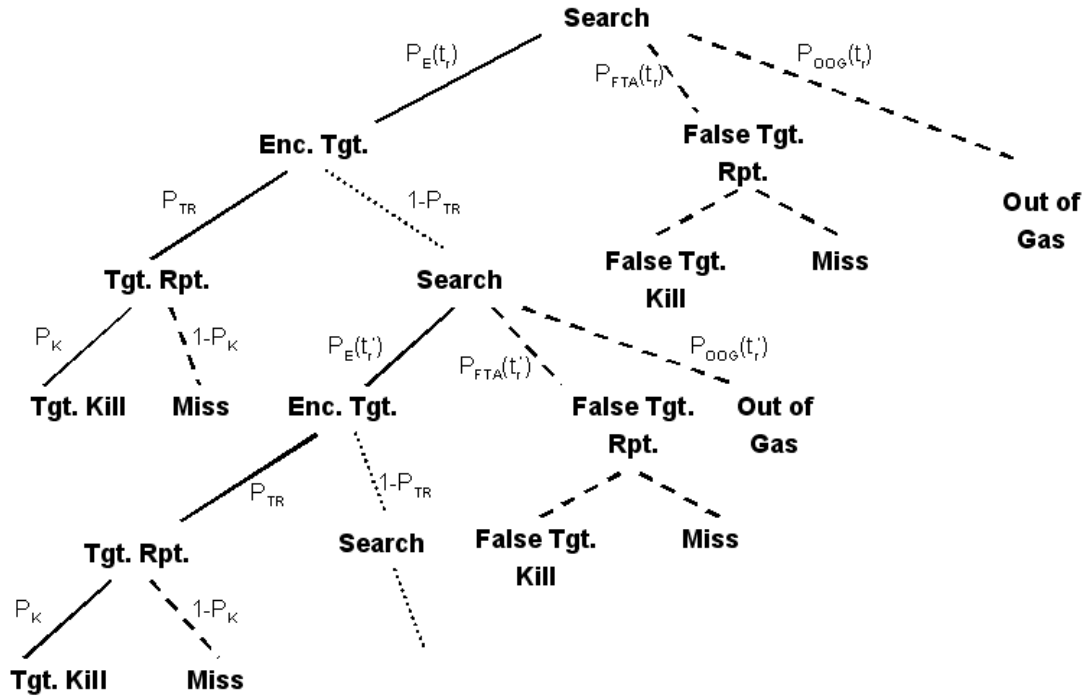 Search
P_E(t_r)
P_FTA(t_r)
P_OOG(t_r)
Enc. Tgt.
False Tgt.
Rpt.
P_TR
1-P_TR
Out of
Gas
Tgt. Rpt.
Search
False Tgt.
Kill
Miss
P_K
1-P_K
P_E(t_r')
P_FTA(t_r')
P_OOG(t_r')
Tgt. Kill
Miss
Enc. Tgt.
False Tgt.
Rpt.
Out of
Gas
P_TR
1-P_TR
Tgt. Rpt.
Search
False Tgt.
Kill
Miss
P_K
1-P_K
Tgt. Kill
Miss